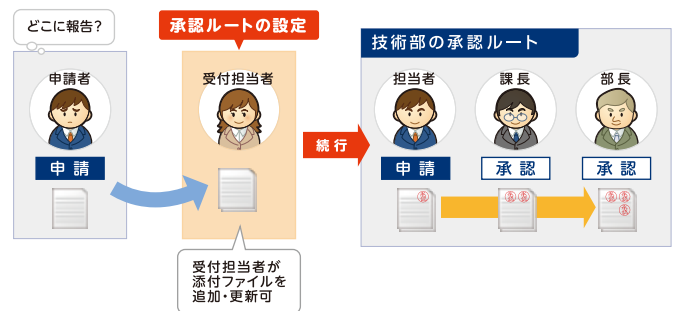 どこに報告？
申請者
申請
承認ルートの設定
受付担当者
受付担当者が
添付ファイルを
追加・更新可
続行
技術部の承認ルート
担当者
課長
部長
申請
承認
承認